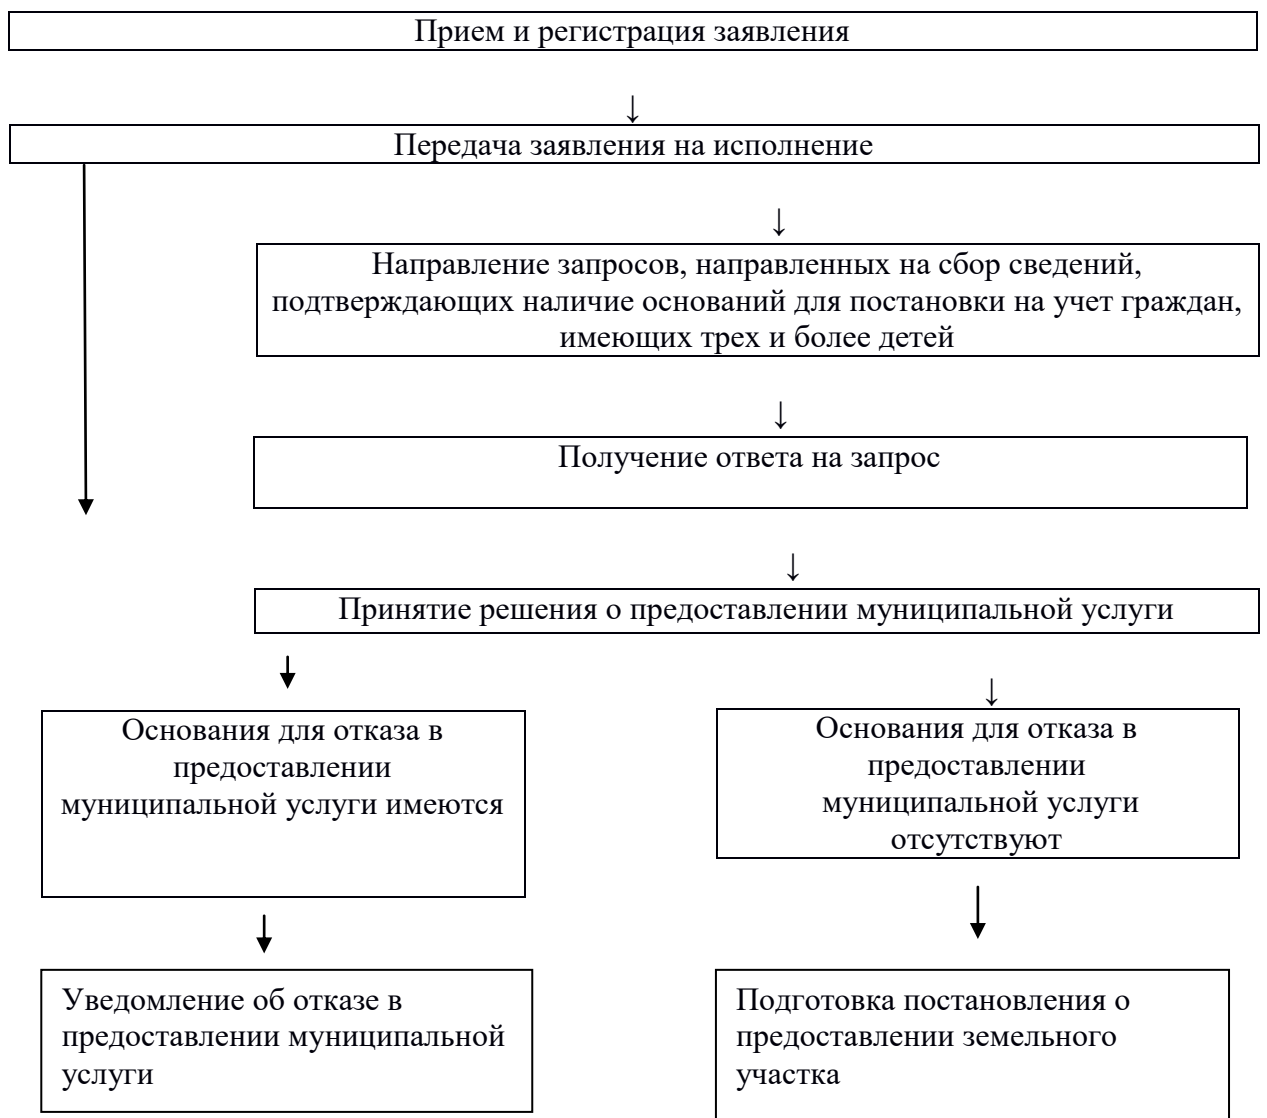 Прием и регистрация заявления
↓
Передача заявления на исполнение
↓
Направление запросов, направленных на сбор сведений,
подтверждающих наличие оснований для постановки на учет граждан,
имеющих трех и более детей
↓
Получение ответа на запрос
↓
Принятие решения о предоставлении муниципальной услуги
↓
Основания для отказа в
предоставлении
муниципальной услуги имеются
Основания для отказа в
предоставлении
муниципальной услуги
отсутствуют
Уведомление об отказе в
предоставлении муниципальной
услуги
Подготовка постановления о
предоставлении земельного
участка